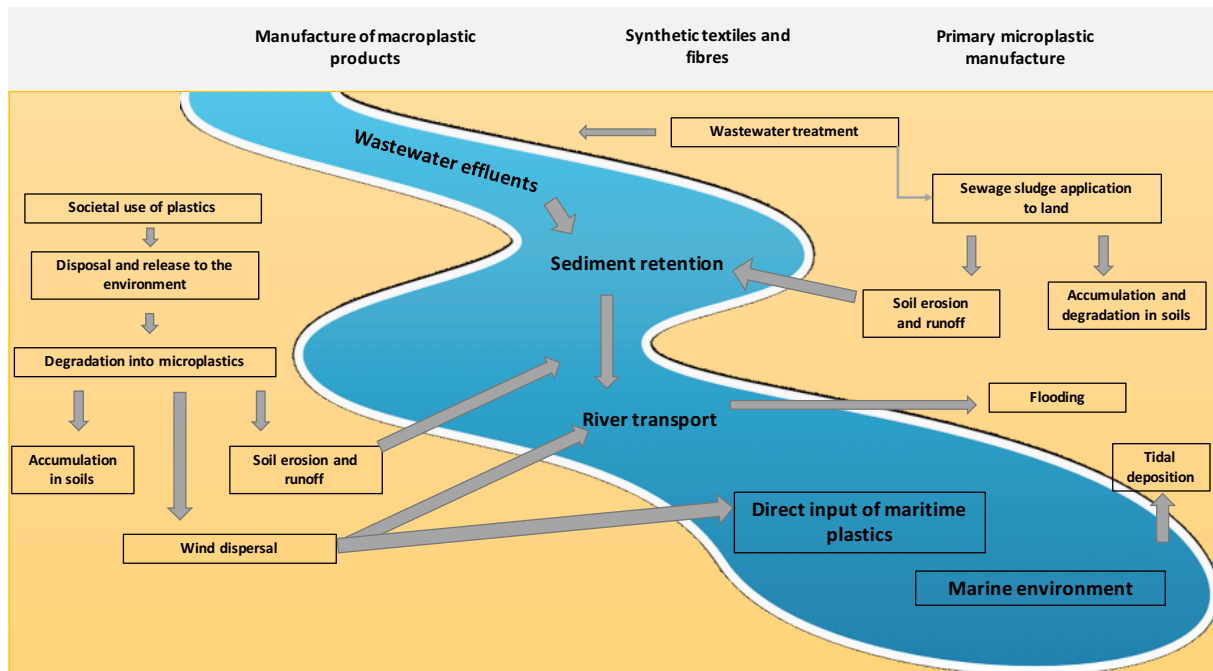 Manufacture of macroplastic
products
Synthetic textiles and
fibres
Primary microplastic
manufacture
Wastewater effluents
Wastewater treatment
Sewage sludge application
to land
Societal use of plastics
Disposal and release to the
environment
Sediment retention
Soil erosion
and runoff
Accumulation and
degradation in soils
Degradation into microplastics
River transport
Flooding
Accumulation
in soils
Soil erosion and
runoff
Tidal
deposition
Direct input of maritime
plastics
Wind dispersal
Marine environment